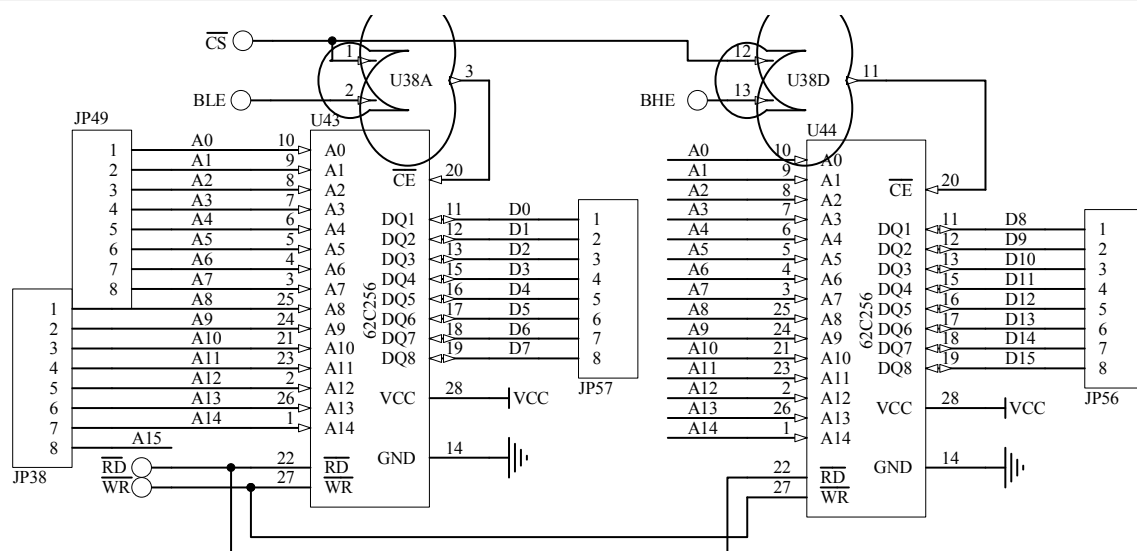 CS
1
3
U38A
BLE
2
12
11
U38D
BHE
13
JP49
U43
1 A0 10 A0
2 A1 9 A1
3 A2 8 A2
4 A3 7 A3
5 A4 6 A4
6 A5 5 A5
7 A6 4 A6
8 A7 3 A7
1 A8 25 A8
2 A9 24 A9
3 A10 21 A10
4 A11 23 A11
5 A12 2 A12
6 A13 26 A13
7 A14 1 A14
8 A15
JP38
RD 22 RD
WR 27 WR
62C256
CE 20
DQ1 11 D0 1
DQ2 12 D1 2
DQ3 13 D2 3
DQ4 15 D3 4
DQ5 16 D4 5
DQ6 17 D5 6
DQ7 18 D6 7
DQ8 19 D7 8
JP57
VCC 28 VCC
GND 14
U44
A0 10 A0
A1 9 A1
A2 8 A2
A3 7 A3
A4 6 A4
A5 5 A5
A6 4 A6
A7 3 A7
A8 25 A8
A9 24 A9
A10 21 A10
A11 23 A11
A12 2 A12
A13 26 A13
A14 1 A14
22 RD
27 WR
62C256
CE 20
DQ1 11 D8 1
DQ2 12 D9 2
DQ3 13 D10 3
DQ4 15 D11 4
DQ5 16 D12 5
DQ6 17 D13 6
DQ7 18 D14 7
DQ8 19 D15 8
JP56
VCC 28 VCC
GND 14